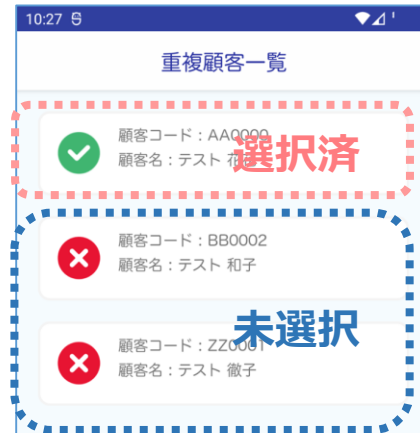 10:27
重複顧客一覧
顧客コード：AA0000
顧客名：テスト 花
選択済
顧客コード：BB0002
顧客名：テスト 和子
未選択
顧客コード：ZZ0001
顧客名：テスト 徹子